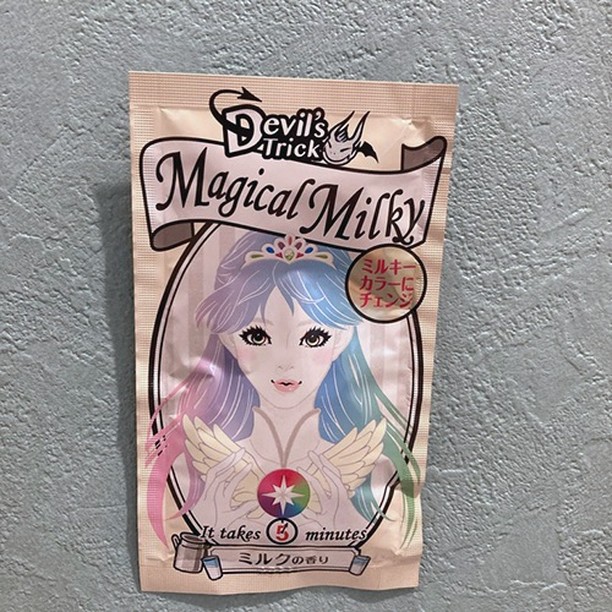 Devil's
Trick
Magical Milky
ミルキー
カラーに
チェンジ
It takes 5 minutes
ミルクの香り